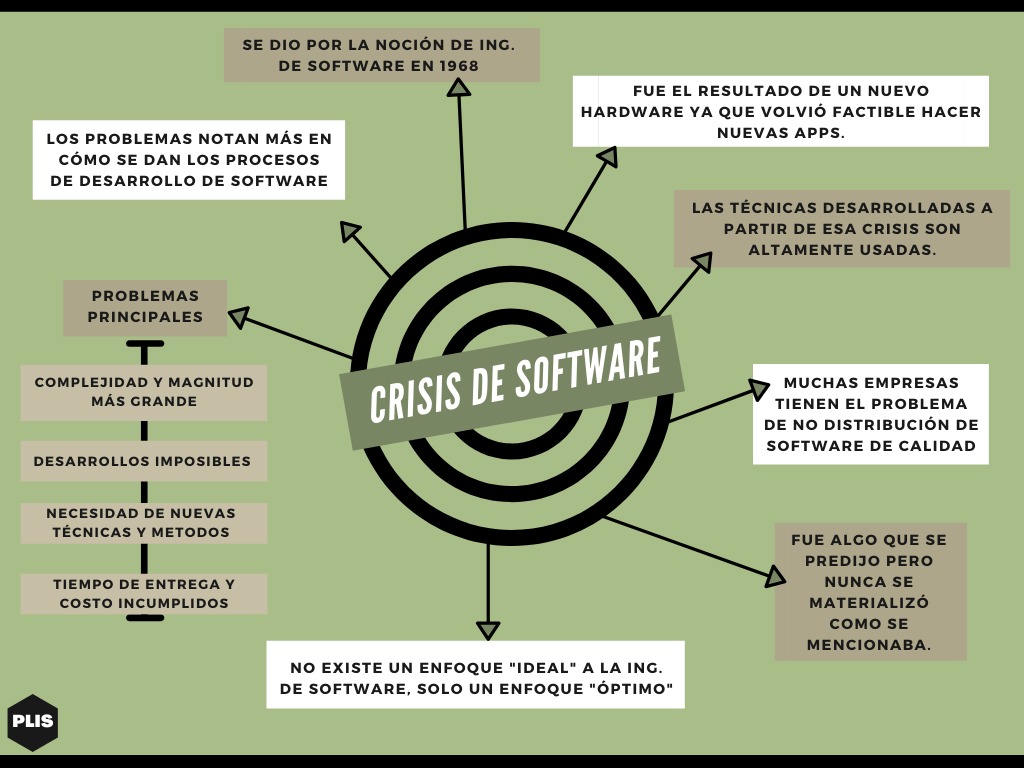 SE DIO POR LA NOCIÓN DE ING.
DE SOFTWARE EN 1968
FUE EL RESULTADO DE UN NUEVO
HARDWARE YA QUE VOLVIÓ FACTIBLE HACER
NUEVAS APPS.
LOS PROBLEMAS NOTAN MÁS EN
CÓMO SE DAN LOS PROCESOS
DE DESARROLLO DE SOFTWARE
LAS TÉCNICAS DESARROLLADAS A
PARTIR DE ESA CRISIS SON
ALTAMENTE USADAS.
PROBLEMAS
PRINCIPALES
COMPLEJIDAD Y MAGNITUD
MÁS GRANDE
DESARROLLOS IMPOSIBLES
NECESIDAD DE NUEVAS
TÉCNICAS Y METODOS
TIEMPO DE ENTREGA Y
COSTO INCUMPLIDOS
CRISIS DE SOFTWARE
MUCHAS EMPRESAS
TIENEN EL PROBLEMA
DE NO DISTRIBUCIÓN DE
SOFTWARE DE CALIDAD
FUE ALGO QUE SE
PREDIJO PERO
NUNCA SE
MATERIALIZÓ
COMO SE
MENCIONABA.
NO EXISTE UN ENFOQUE "IDEAL" A LA ING.
DE SOFTWARE, SOLO UN ENFOQUE "ÓPTIMO"
PLIS